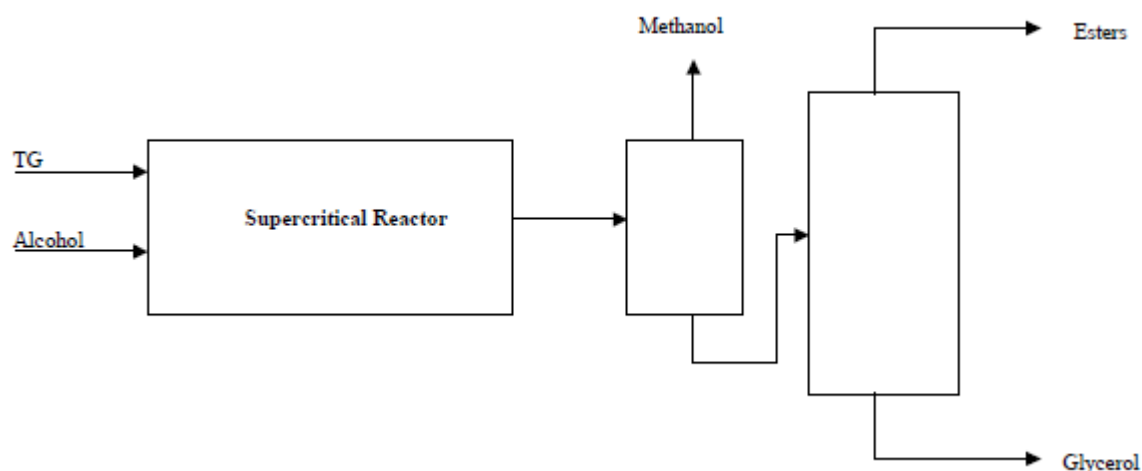 Methanol
Esters
TG
Supercritical Reactor
Alcohol
Glycerol